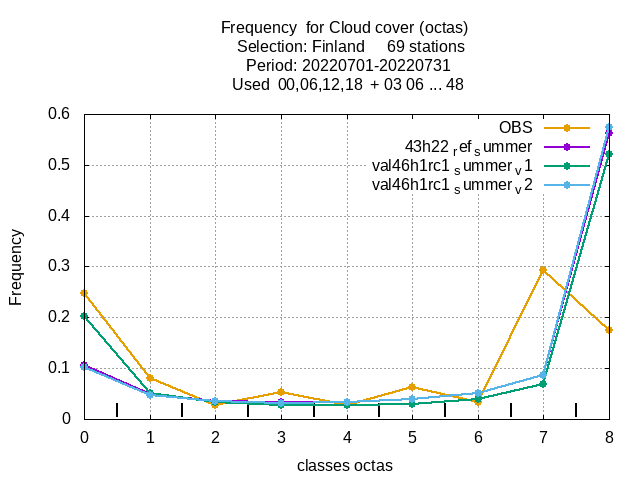 Frequency  for Cloud cover (octas)
Selection: Finland     69 stations
Period: 20220701-20220731
Used  00,06,12,18  + 03 06 ... 48
0.6
0.5
0.4
0.3
0.2
0.1
0
Frequency
OBS
43h22 ref summer
val46h1rc1 summer v1
val46h1rc1 summer v2
0 1 2 3 4 5 6 7 8
classes octas